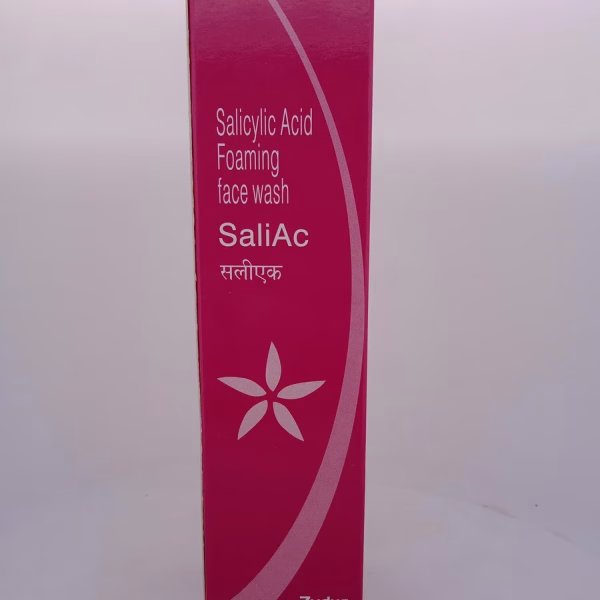 Salicylic Acid
Foaming
face wash
SaliAc
सलीएक